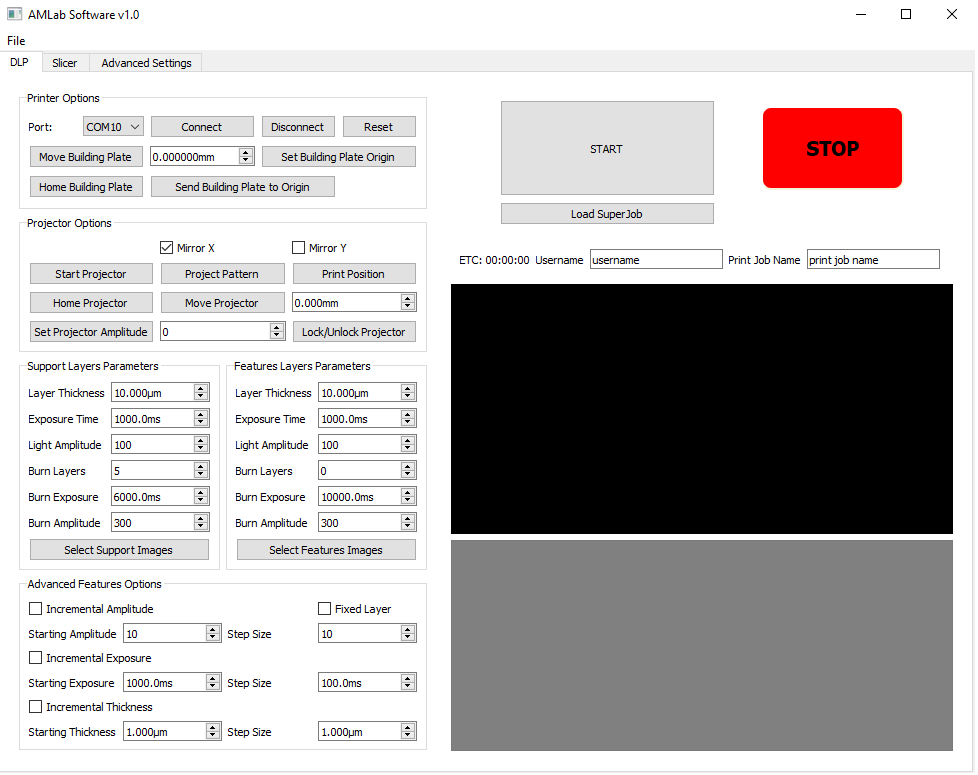 AMLab Software v1.0
File
DLP Slicer Advanced Settings
Printer Options
Port: COM10 Connect Disconnect Reset
Move Building Plate 0.000000mm Set Building Plate Origin
Home Building Plate Send Building Plate to Origin
Projector Options
Mirror X Mirror Y
Start Projector Project Pattern Print Position
Home Projector Move Projector 0.000mm
Set Projector Amplitude 0 Lock/Unlock Projector
Support Layers Parameters
Layer Thickness 10.000µm
Exposure Time 1000.0ms
Light Amplitude 100
Burn Layers 5
Burn Exposure 6000.0ms
Burn Amplitude 300
Select Support Images
Features Layers Parameters
Layer Thickness 10.000µm
Exposure Time 1000.0ms
Light Amplitude 100
Burn Layers 0
Burn Exposure 10000.0ms
Burn Amplitude 300
Select Features Images
Advanced Features Options
Incremental Amplitude Fixed Layer
Starting Amplitude 10 Step Size 10
Incremental Exposure
Starting Exposure 1000.0ms Step Size 100.0ms
Incremental Thickness
Starting Thickness 1.000µm Step Size 1.000µm
START
STOP
Load SuperJob
ETC: 00:00:00 Username username Print Job Name print job name